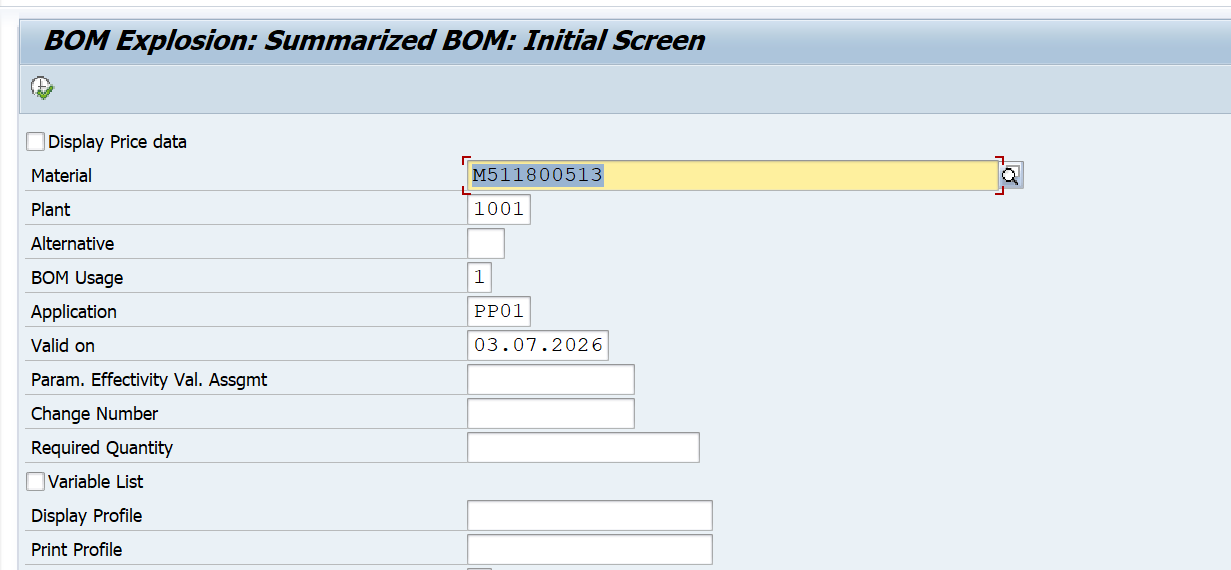 BOM Explosion: Summarized BOM: Initial Screen
Display Price data
Material M511800513
Plant 1001
Alternative
BOM Usage 1
Application PP01
Valid on 03.07.2026
Param. Effectivity Val. Assgmt
Change Number
Required Quantity
Variable List
Display Profile
Print Profile